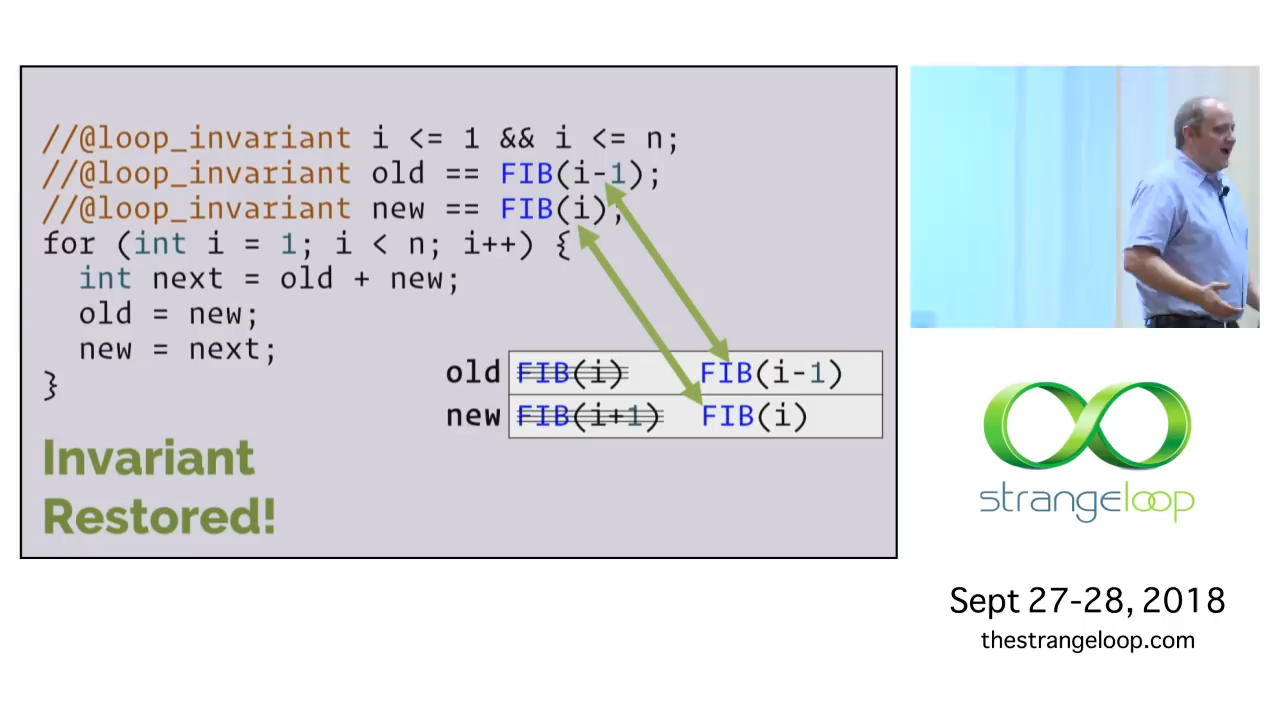 //@loop_invariant i <= 1 && i <= n;
//@loop_invariant old == FIB(i-1);
//@loop_invariant new == FIB(i);
for (int i = 1; i < n; i++) {
  int next = old + new;
  old = new;
  new = next;
}
old FIB(i) FIB(i-1)
new FIB(i+1) FIB(i)
Invariant
Restored!
strangeloop
Sept 27-28, 2018
thestrangeloop.com